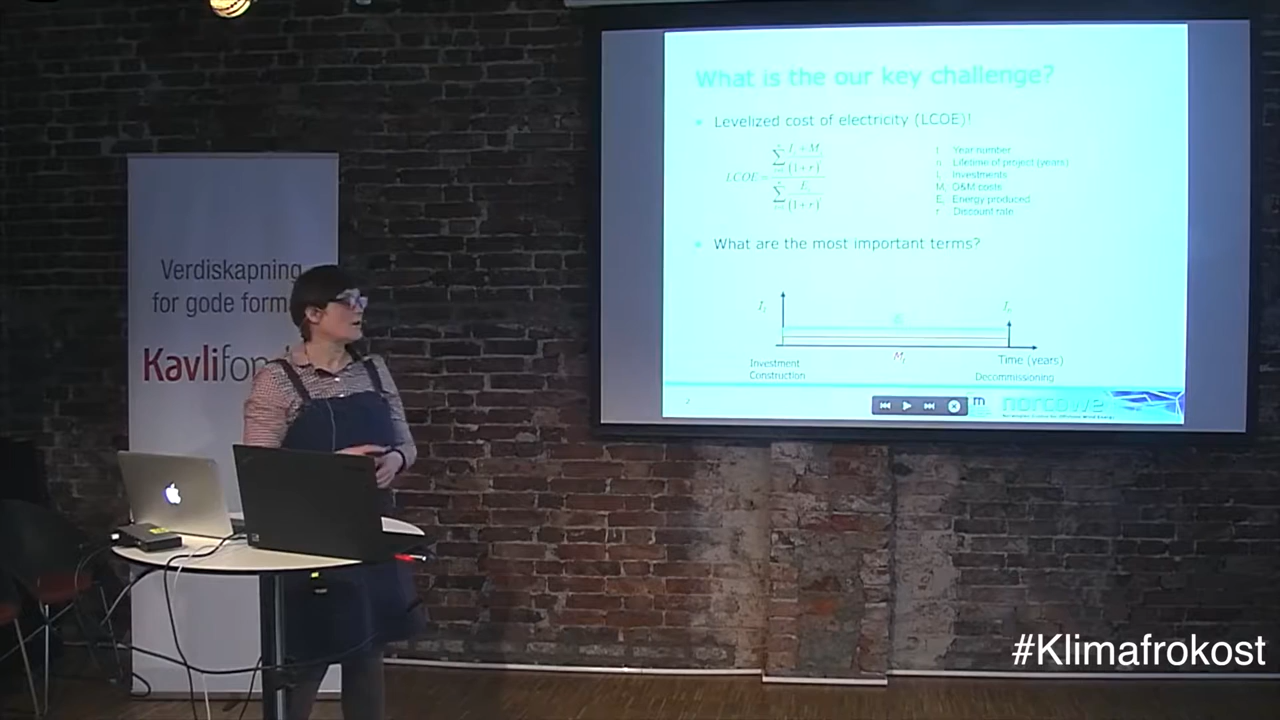 What is the our key challenge?
Levelized cost of electricity (LCOE)!
LCOE =
t Year number
n Lifetime of project (years)
I Investments
M O&M costs
E Energy produced
r Discount rate
What are the most important terms?
Investment
Construction
Time (years)
Decommissioning
2
norcowe
Verdiskapning
for gode form
Kavlifon
#Klimafrokost